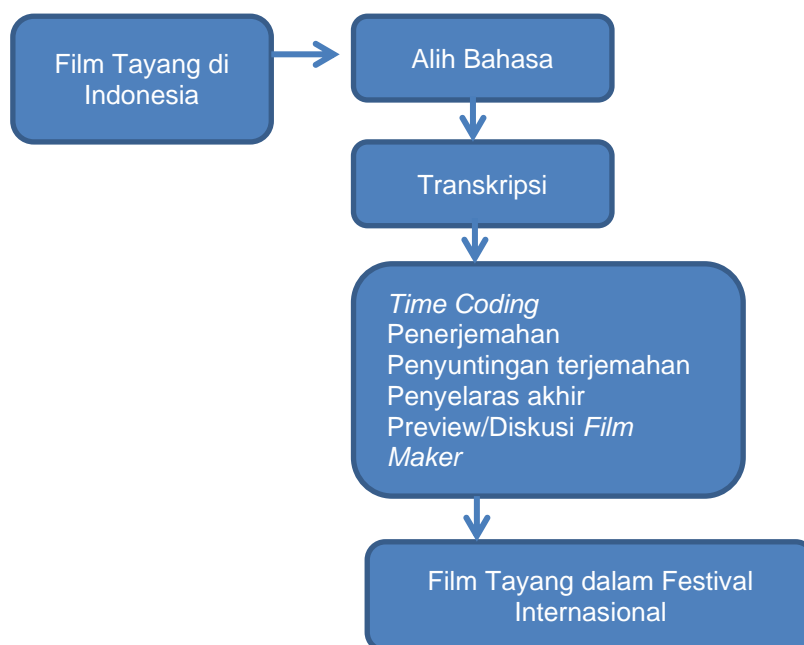 Film Tayang di
Indonesia
Alih Bahasa
Transkripsi
Time Coding
Penerjemahan
Penyuntingan terjemahan
Penyelaras akhir
Preview/Diskusi Film
Maker
Film Tayang dalam Festival
Internasional